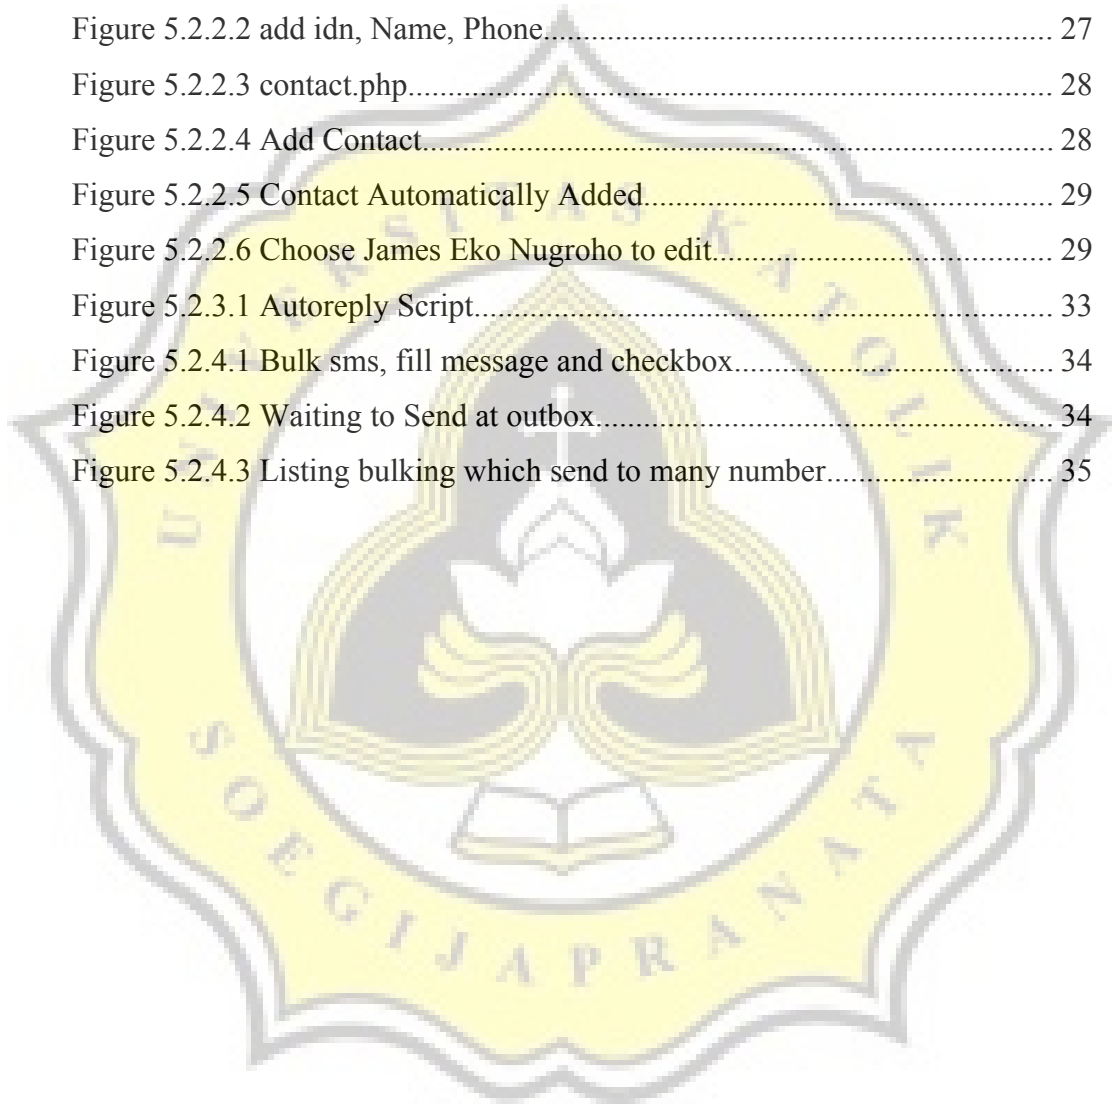 Figure 5.2.2.2 add idn, Name, Phone................................................................ 27
Figure 5.2.2.3 contact.php................................................................................. 28
Figure 5.2.2.4 Add Contact............................................................................... 28
Figure 5.2.2.5 Contact Automatically Added................................................... 29
Figure 5.2.2.6 Choose James Eko Nugroho to edit........................................... 29
Figure 5.2.3.1 Autoreply Script......................................................................... 33
Figure 5.2.4.1 Bulk sms, fill message and checkbox........................................ 34
Figure 5.2.4.2 Waiting to Send at outbox......................................................... 34
Figure 5.2.4.3 Listing bulking which send to many number............................ 35
UNIVERSITAS KATOLIK
SOEGIJAPRANATA